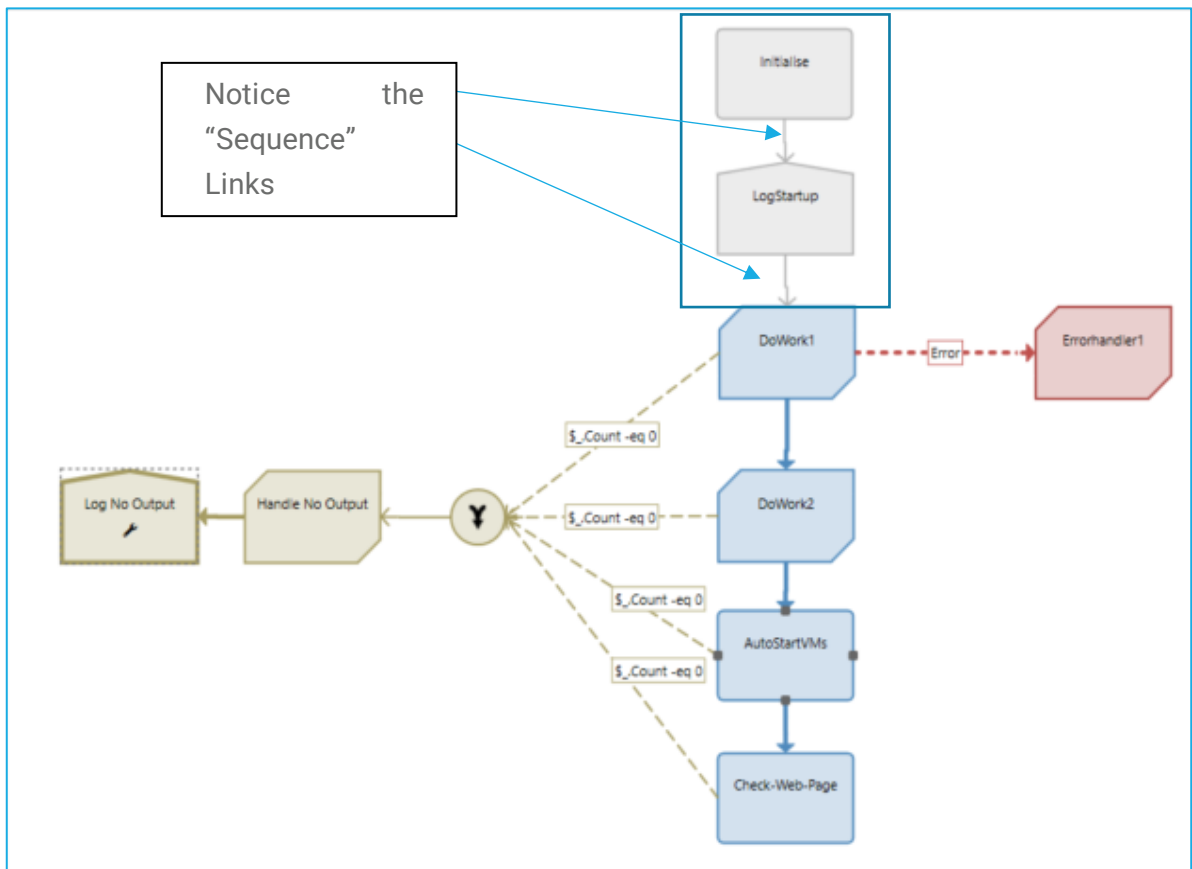 Initialise
Notice the
“Sequence”
Links
LogStartup
DoWork1
Error
Errorhandler1
$_.Count -eq 0
Log No Output
Handle No Output
$_.Count -eq 0
DoWork2
$_.Count -eq 0
AutoStartVMs
$_.Count -eq 0
Check-Web-Page